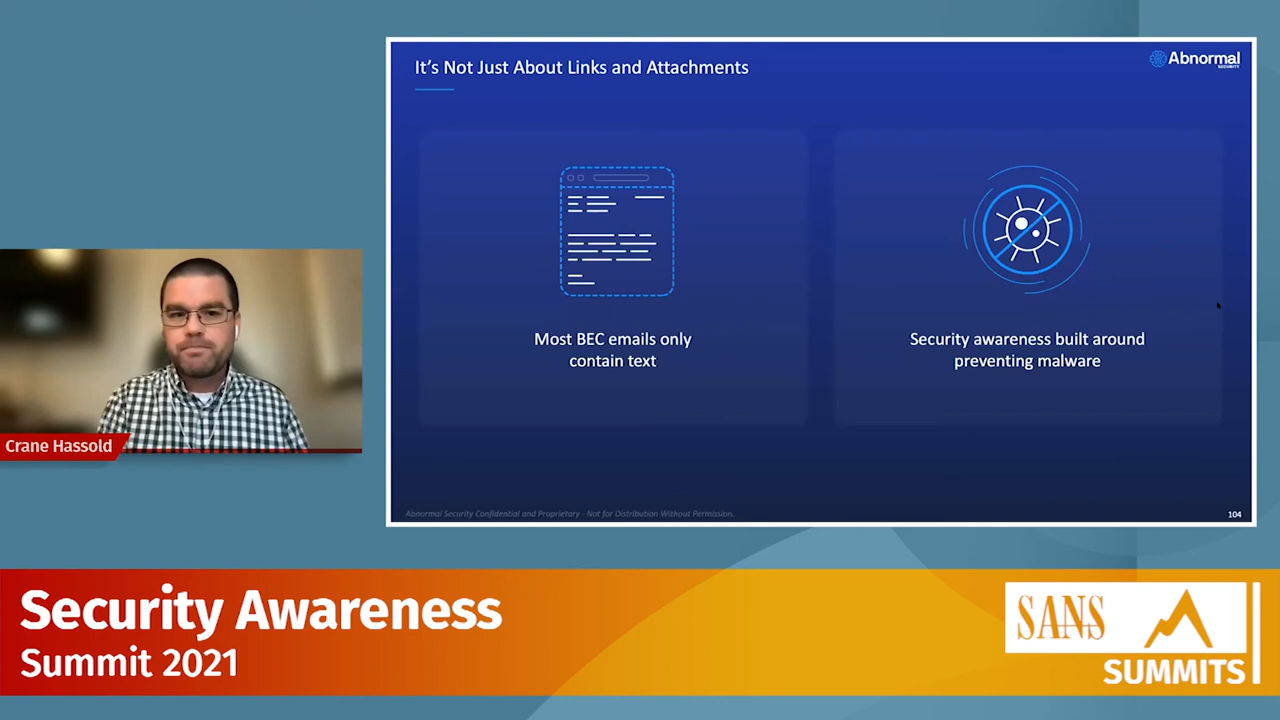 It's Not Just About Links and Attachments
Abnormal
SECURITY
Most BEC emails only
contain text
Security awareness built around
preventing malware
Abnormal Security Confidential and Proprietary - Not for Distribution Without Permission.
104
Crane Hassold
Security Awareness
Summit 2021
SANS
SUMMITS